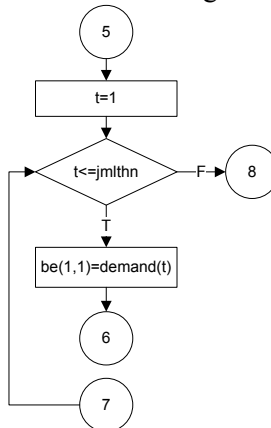 5
t=1
t<=jmlthn
F
8
T
be(1,1)=demand(t)
6
7